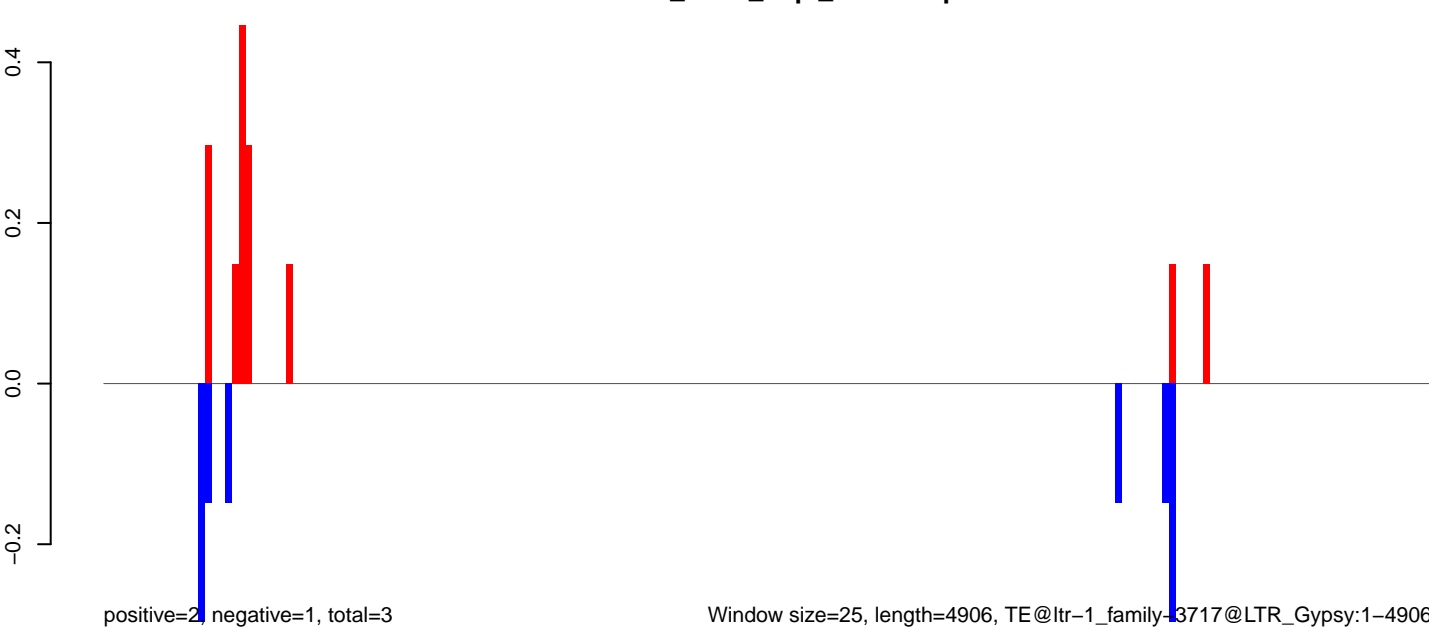 0.4
0.2
0.0
−0.2
positive=2, negative=1, total=3
Window size=25, length=4906, TE@ltr−1_family−3717@LTR_Gypsy:1−4906